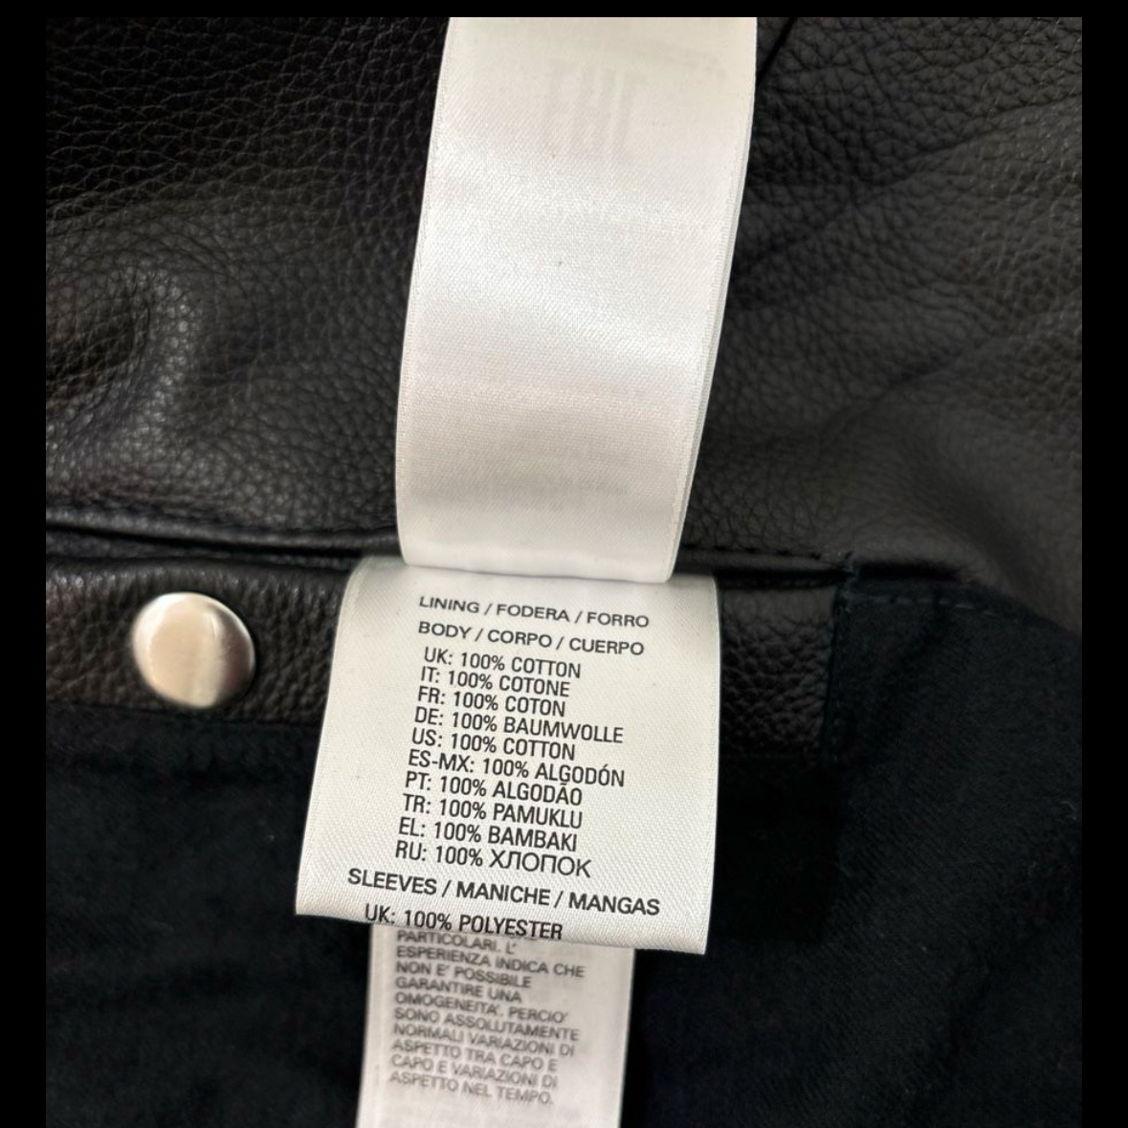 LINING / FODERA / FORRO
BODY / CORPO / CUERPO
UK: 100% COTTON
IT: 100% COTONE
FR: 100% COTON
DE: 100% BAUMWOLLE
US: 100% COTTON
ES-MX: 100% ALGODÓN
PT: 100% ALGODÃO
TR: 100% PAMUKLU
EL: 100% BAMBAKI
RU: 100% ХЛОПОК
SLEEVES / MANICHE / MANGAS
UK: 100% POLYESTER
PARTICOLARI. L'
ESPERIENZA INDICA CHE
NON E' POSSIBILE
GARANTIRE UNA
OMOGENEITA'. PERCIO'
SONO ASSOLUTAMENTE
NORMALI VARIAZIONI DI
ASPETTO TRA CAPO E
CAPO E VARIAZIONI DI
ASPETTO NEL TEMPO.